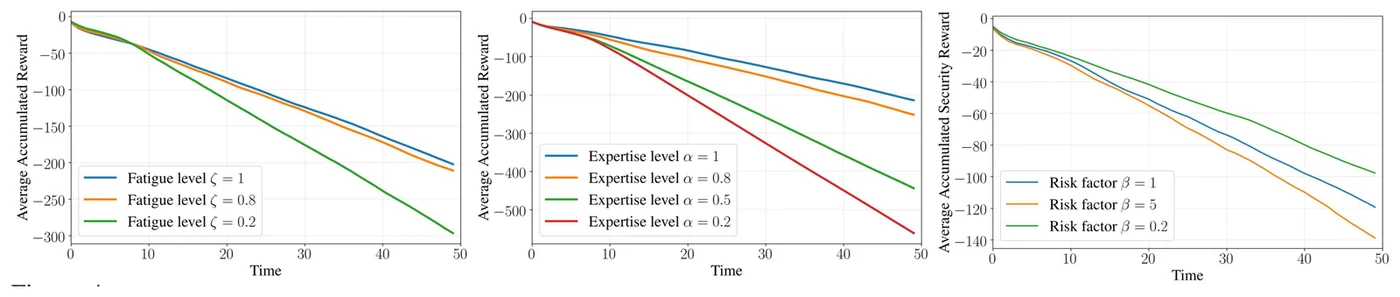 Average Accumulated Reward
0
−50
−100
−150
−200
−250
−300
Fatigue level ζ = 1
Fatigue level ζ = 0.8
Fatigue level ζ = 0.2
0 10 20 30 40 50
Time
Average Accumulated Reward
0
−100
−200
−300
−400
−500
Expertise level α = 1
Expertise level α = 0.8
Expertise level α = 0.5
Expertise level α = 0.2
0 10 20 30 40 50
Time
Average Accumulated Security Reward
0
−20
−40
−60
−80
−100
−120
−140
Risk factor β = 1
Risk factor β = 5
Risk factor β = 0.2
0 10 20 30 40 50
Time